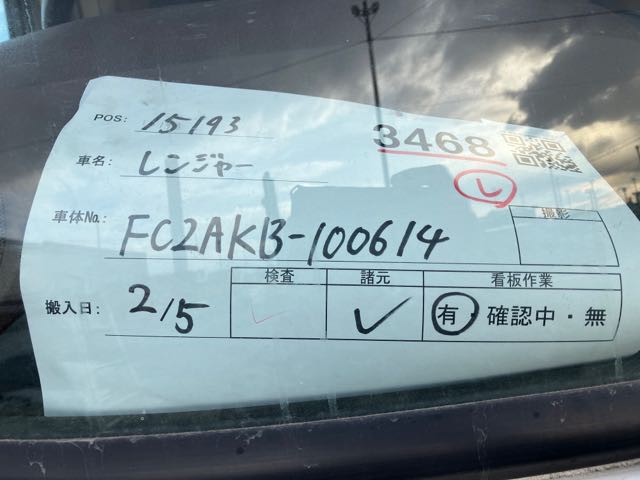 POS: 15193
3468
車名: レンジャー
レ
車体No. FC2AKB-100614
撮影
検査 諸元 看板作業
搬入日: 2/5 ✓ ✓ 有・確認中・無